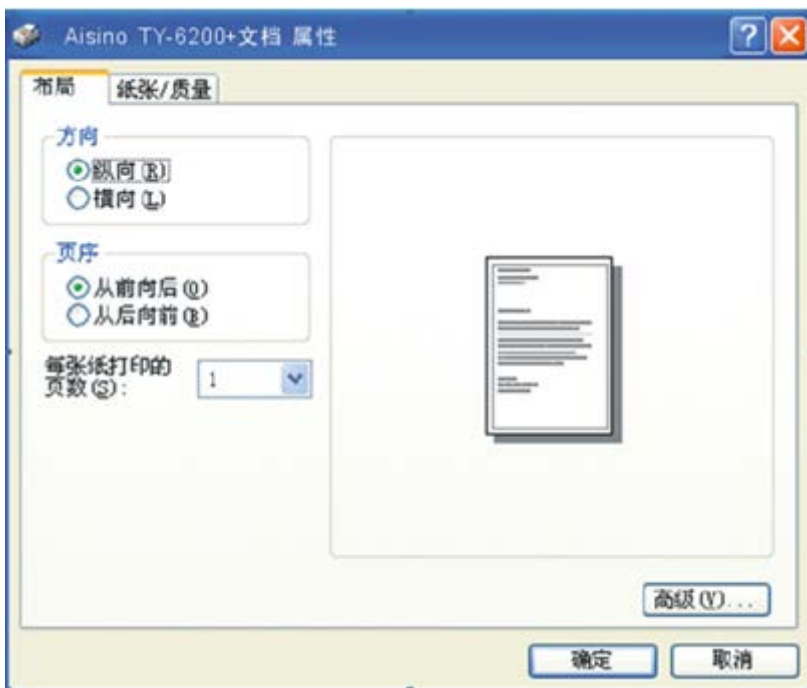 Aisino TY-6200+文档 属性
布局 紙张/质量
方向
纵向(R)
横向(L)
页序
从前向后(Q)
从后向前(B)
每张纸打印的
页数(S):
1
高级(V)...
确定 取消